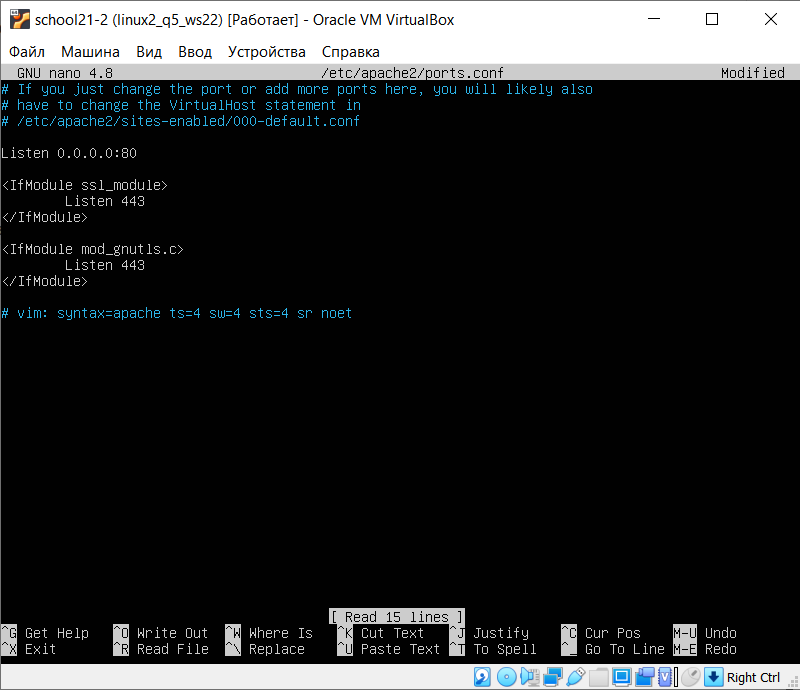 school21-2 (linux2_q5_ws22) [Работает] - Oracle VM VirtualBox
Файл Машина Вид Ввод Устройства Справка
GNU nano 4.8 /etc/apache2/ports.conf Modified
# If you just change the port or add more ports here, you will likely also
# have to change the VirtualHost statement in
# /etc/apache2/sites-enabled/000-default.conf
Listen 0.0.0.0:80
<IfModule ssl_module>
Listen 443
</IfModule>
<IfModule mod_gnutls.c>
Listen 443
</IfModule>
# vim: syntax=apache ts=4 sw=4 sts=4 sr noet
[ Read 15 lines ]
^G Get Help ^O Write Out ^W Where Is ^K Cut Text ^J Justify ^C Cur Pos M-U Undo
^X Exit ^R Read File ^\ Replace ^U Paste Text ^T To Spell ^_ Go To Line M-E Redo
Right Ctrl